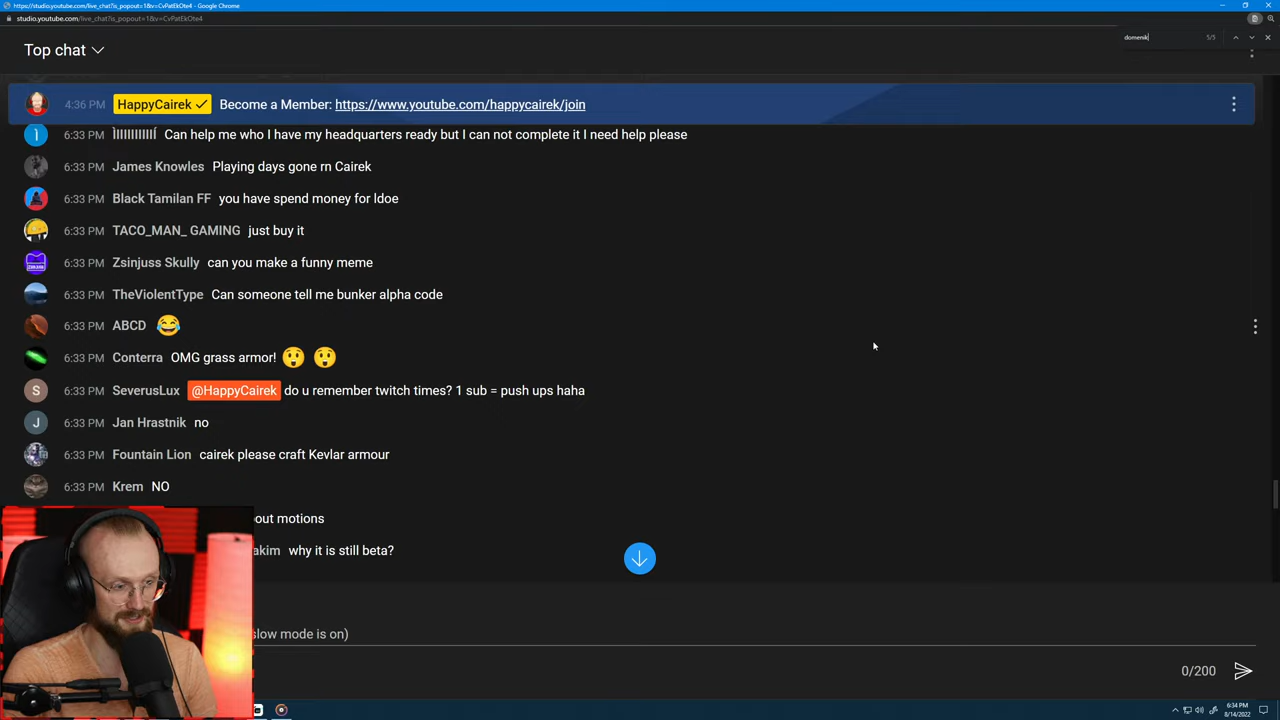 https://studio.youtube.com/live_chat?is_popout=1&v=CvPatEkOte4 - Google Chrome
studio.youtube.com/live_chat?is_popout=1&v=CvPatEkOte4
domenik 5/5
Top chat
4:36 PM HappyCairek Become a Member: https://www.youtube.com/happycairek/join
6:33 PM Can help me who I have my headquarters ready but I can not complete it I need help please
6:33 PM James Knowles Playing days gone rn Cairek
6:33 PM Black Tamilan FF you have spend money for ldoe
6:33 PM TACO_MAN_ GAMING just buy it
6:33 PM Zsinjuss Skully can you make a funny meme
6:33 PM TheViolentType Can someone tell me bunker alpha code
6:33 PM ABCD 😂
6:33 PM Conterra OMG grass armor! 😲 😲
S 6:33 PM SeverusLux @HappyCairek do u remember twitch times? 1 sub = push ups haha
J 6:33 PM Jan Hrastnik no
6:33 PM Fountain Lion cairek please craft Kevlar armour
6:33 PM Krem NO
out motions
akim why it is still beta?
slow mode is on)
0/200
6:34 PM
8/14/2022